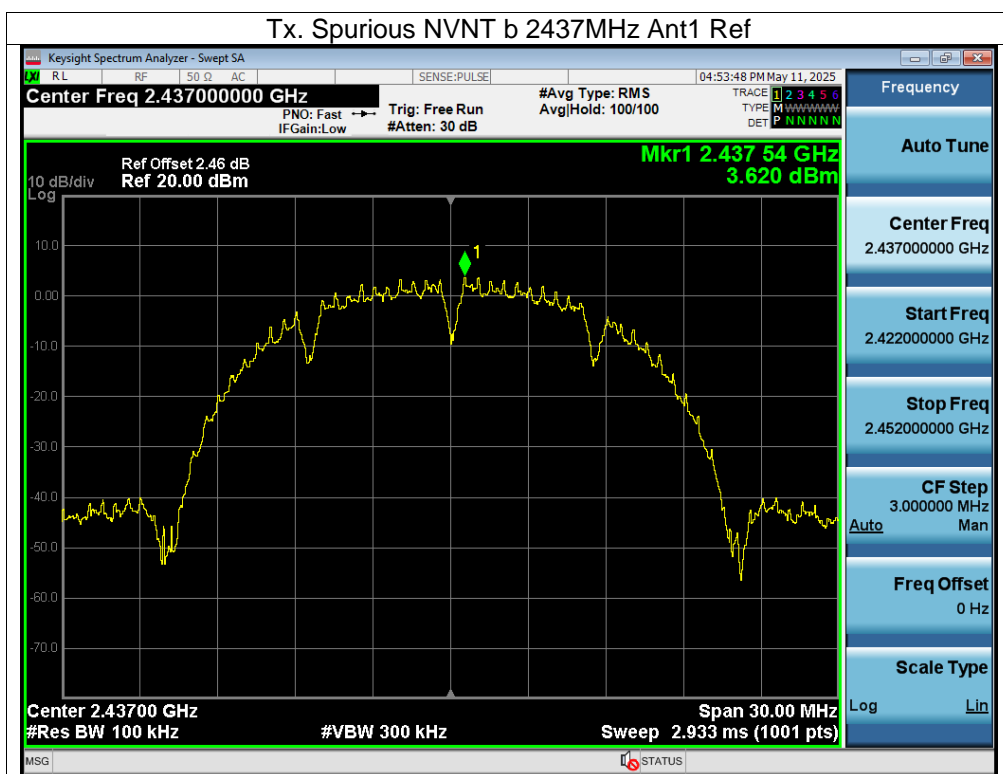 Tx. Spurious NVNT b 2437MHz Ant1 Ref
Keysight Spectrum Analyzer - Swept SA
LXI RL RF 50 Ω AC SENSE:PULSE 04:53:48 PM May 11, 2025
Center Freq 2.437000000 GHz
PNO: Fast
IFGain:Low
Trig: Free Run
#Atten: 30 dB
#Avg Type: RMS
Avg|Hold: 100/100
TRACE 1 2 3 4 5 6
TYPE M W W W W W
DET P N N N N N
Mkr1 2.437 54 GHz
3.620 dBm
Ref Offset 2.46 dB
10 dB/div Ref 20.00 dBm
Log
1
10.0
0.00
-10.0
-20.0
-30.0
-40.0
-50.0
-60.0
-70.0
Center 2.43700 GHz Span 30.00 MHz
#Res BW 100 kHz #VBW 300 kHz Sweep 2.933 ms (1001 pts)
MSG STATUS
Frequency
Auto Tune
Center Freq
2.437000000 GHz
Start Freq
2.422000000 GHz
Stop Freq
2.452000000 GHz
CF Step
3.000000 MHz
Auto Man
Freq Offset
0 Hz
Scale Type
Log Lin